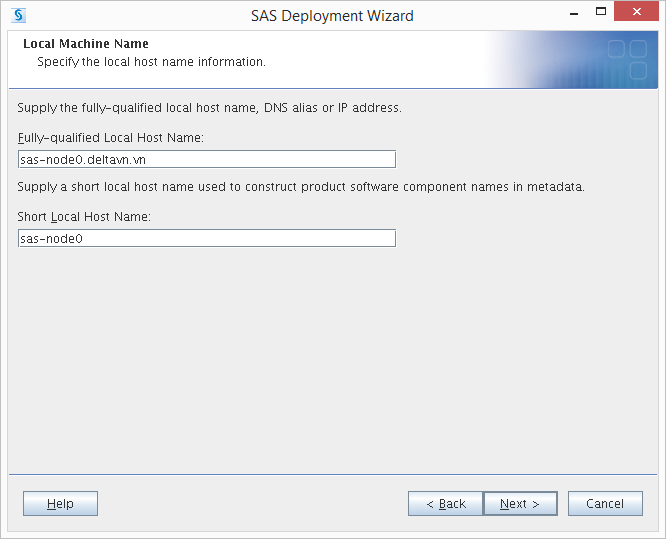 SAS Deployment Wizard
Local Machine Name
Specify the local host name information.
Supply the fully-qualified local host name, DNS alias or IP address.
Fully-qualified Local Host Name:
sas-node0.deltavn.vn
Supply a short local host name used to construct product software component names in metadata.
Short Local Host Name:
sas-node0
Help
< Back
Next >
Cancel